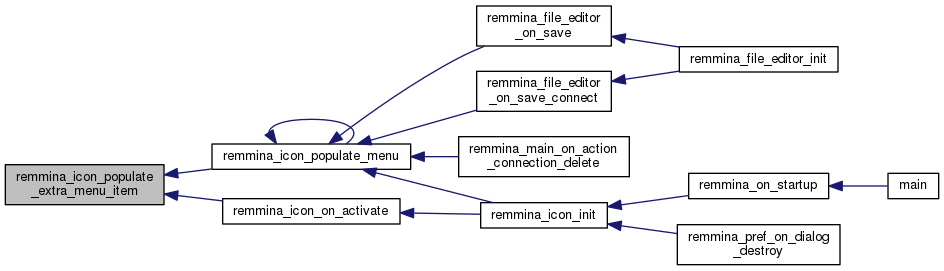 remmina_icon_populate
_extra_menu_item
remmina_icon_populate_menu
remmina_icon_on_activate
remmina_file_editor
_on_save
remmina_file_editor
_on_save_connect
remmina_main_on_action
_connection_delete
remmina_icon_init
remmina_file_editor_init
remmina_on_startup
remmina_pref_on_dialog
_destroy
main